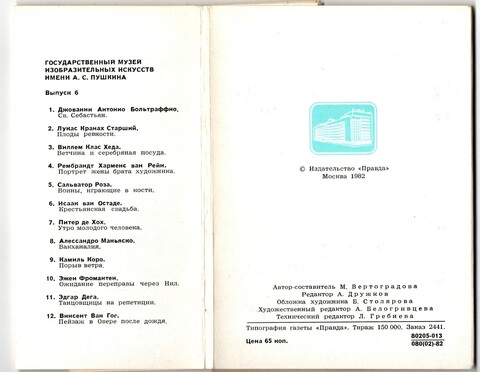 ГОСУДАРСТВЕННЫЙ МУЗЕЙ
ИЗОБРАЗИТЕЛЬНЫХ ИСКУССТВ
ИМЕНИ А. С. ПУШКИНА
Выпуск 6
1. Джованни Антонио Больтраффио,
Св. Себастьян.
2. Лукас Кранах Старший,
Плоды ревности.
3. Виллем Клас Хеда,
Ветчина и серебряная посуда.
4. Рембрандт Харменс ван Рейн,
Портрет жены брата художника.
5. Сальватор Роза,
Воины, играющие в кости.
6. Исаак ван Остаде,
Крестьянская свадьба.
7. Питер де Хох,
Утро молодого человека.
8. Алессандро Маньяско,
Вакханалия.
9. Камиль Коро,
Порыв ветра.
10. Эжен Фромантен,
Ожидание переправы через Нил.
11. Эдгар Дега,
Танцовщицы на репетиции.
12. Винсент Ван Гог,
Пейзаж в Овере после дождя.
© Издательство «Правда»
Москва 1982
Автор-составитель М. Вертоградова
Редактор А. Дружков
Обложка художника Б. Столярова
Художественный редактор А. Белогривцева
Технический редактор Л. Гребнева
Типография газеты «Правда». Тираж 150 000. Заказ 2441.
Цена 65 коп.
80205-013
080(02)-82